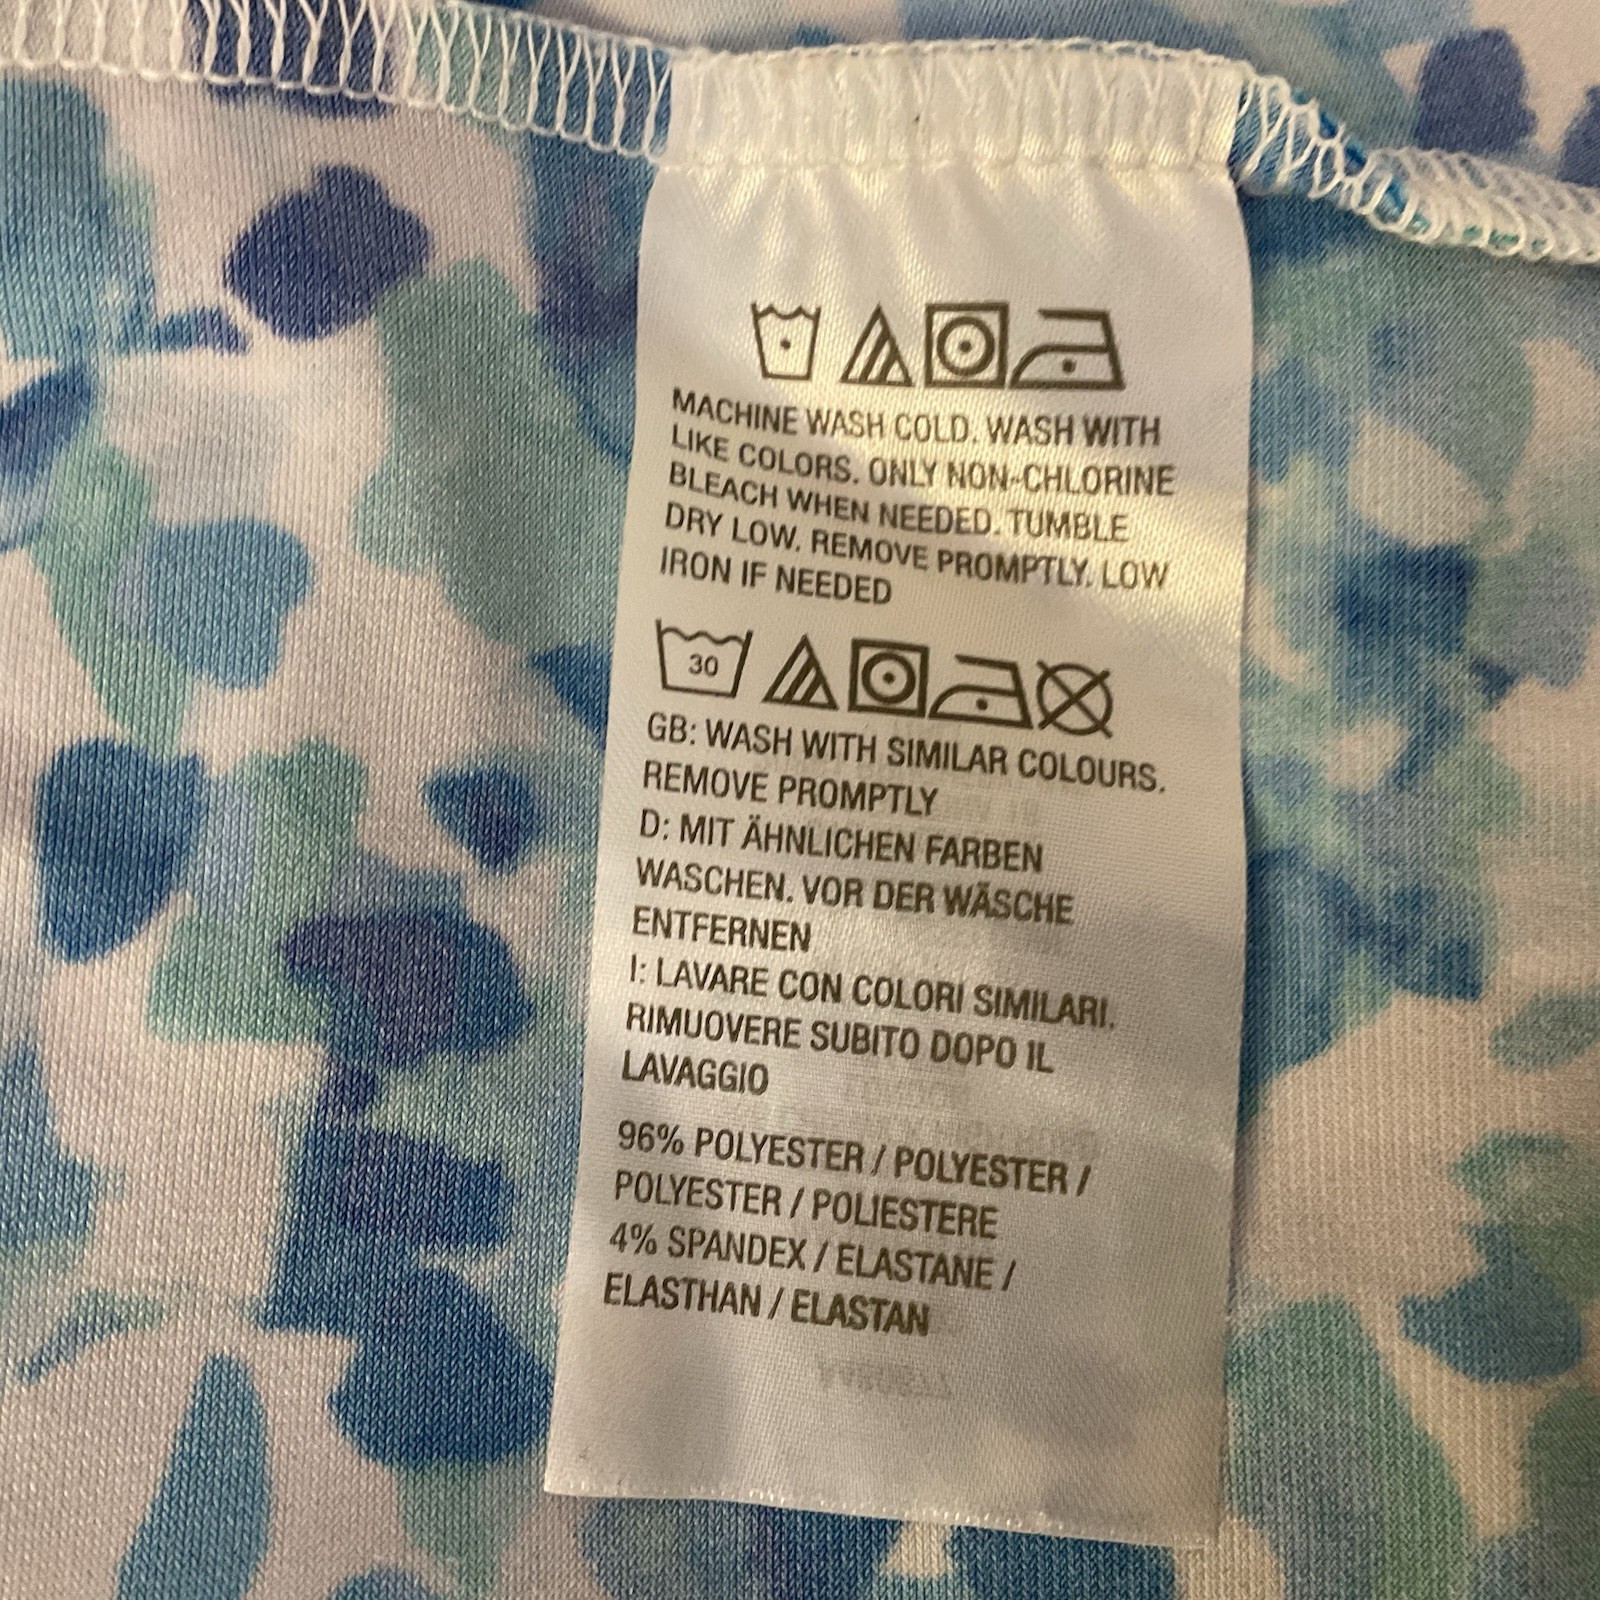 MACHINE WASH COLD. WASH WITH
LIKE COLORS. ONLY NON-CHLORINE
BLEACH WHEN NEEDED. TUMBLE
DRY LOW. REMOVE PROMPTLY. LOW
IRON IF NEEDED
30
GB: WASH WITH SIMILAR COLOURS.
REMOVE PROMPTLY
D: MIT ÄHNLICHEN FARBEN
WASCHEN. VOR DER WÄSCHE
ENTFERNEN
I: LAVARE CON COLORI SIMILARI.
RIMUOVERE SUBITO DOPO IL
LAVAGGIO
96% POLYESTER / POLYESTER /
POLYESTER / POLIESTERE
4% SPANDEX / ELASTANE /
ELASTHAN / ELASTAN